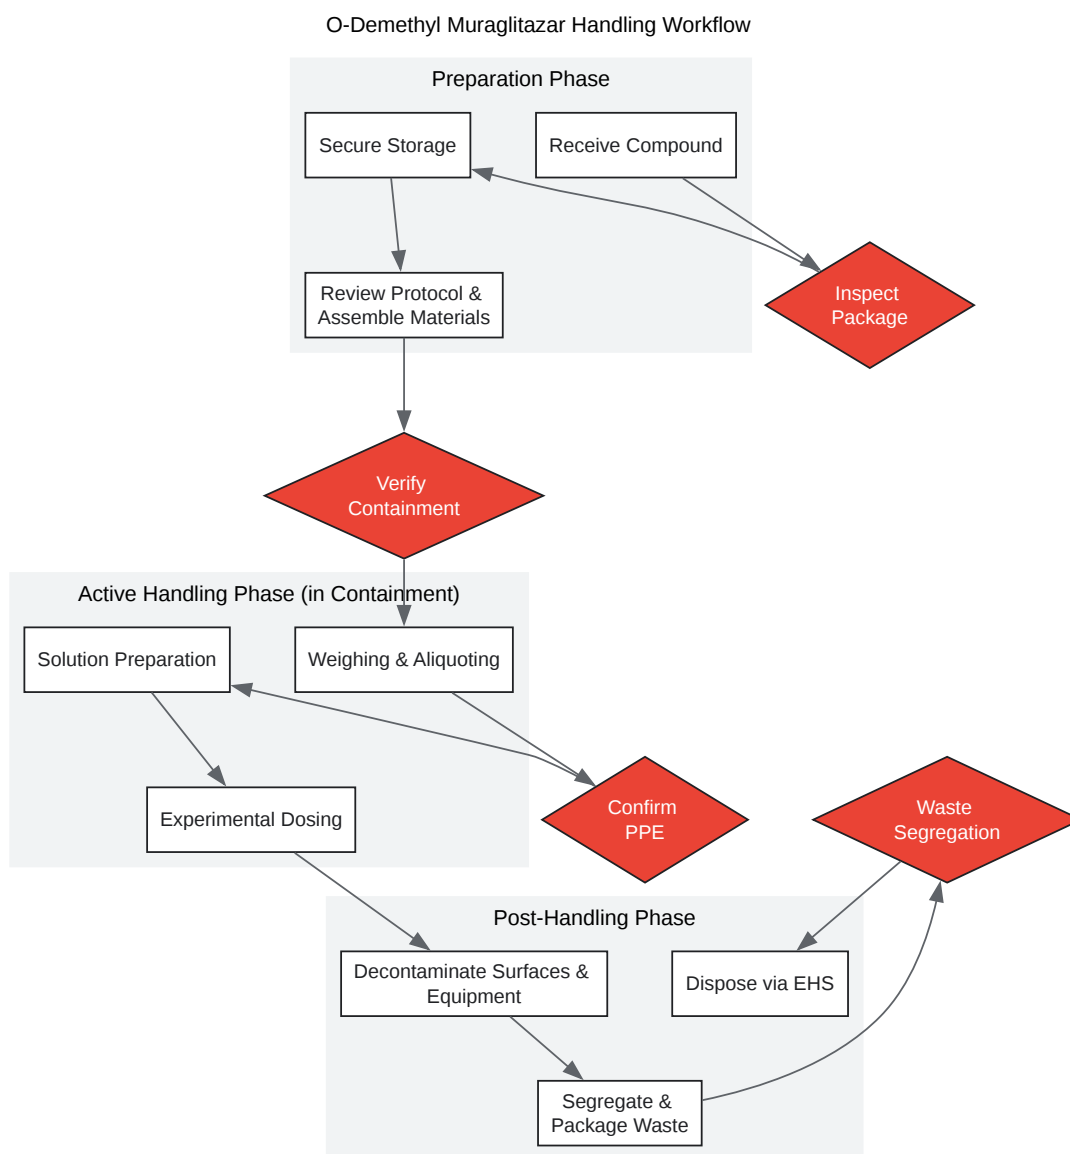 O-Demethyl Muraglitazar Handling Workflow
Preparation Phase
Secure Storage
Receive Compound
Review Protocol &
Assemble Materials
Inspect
Package
Verify
Containment
Active Handling Phase (in Containment)
Solution Preparation
Weighing & Aliquoting
Experimental Dosing
Confirm
PPE
Waste
Segregation
Post-Handling Phase
Decontaminate Surfaces &
Equipment
Dispose via EHS
Segregate &
Package Waste